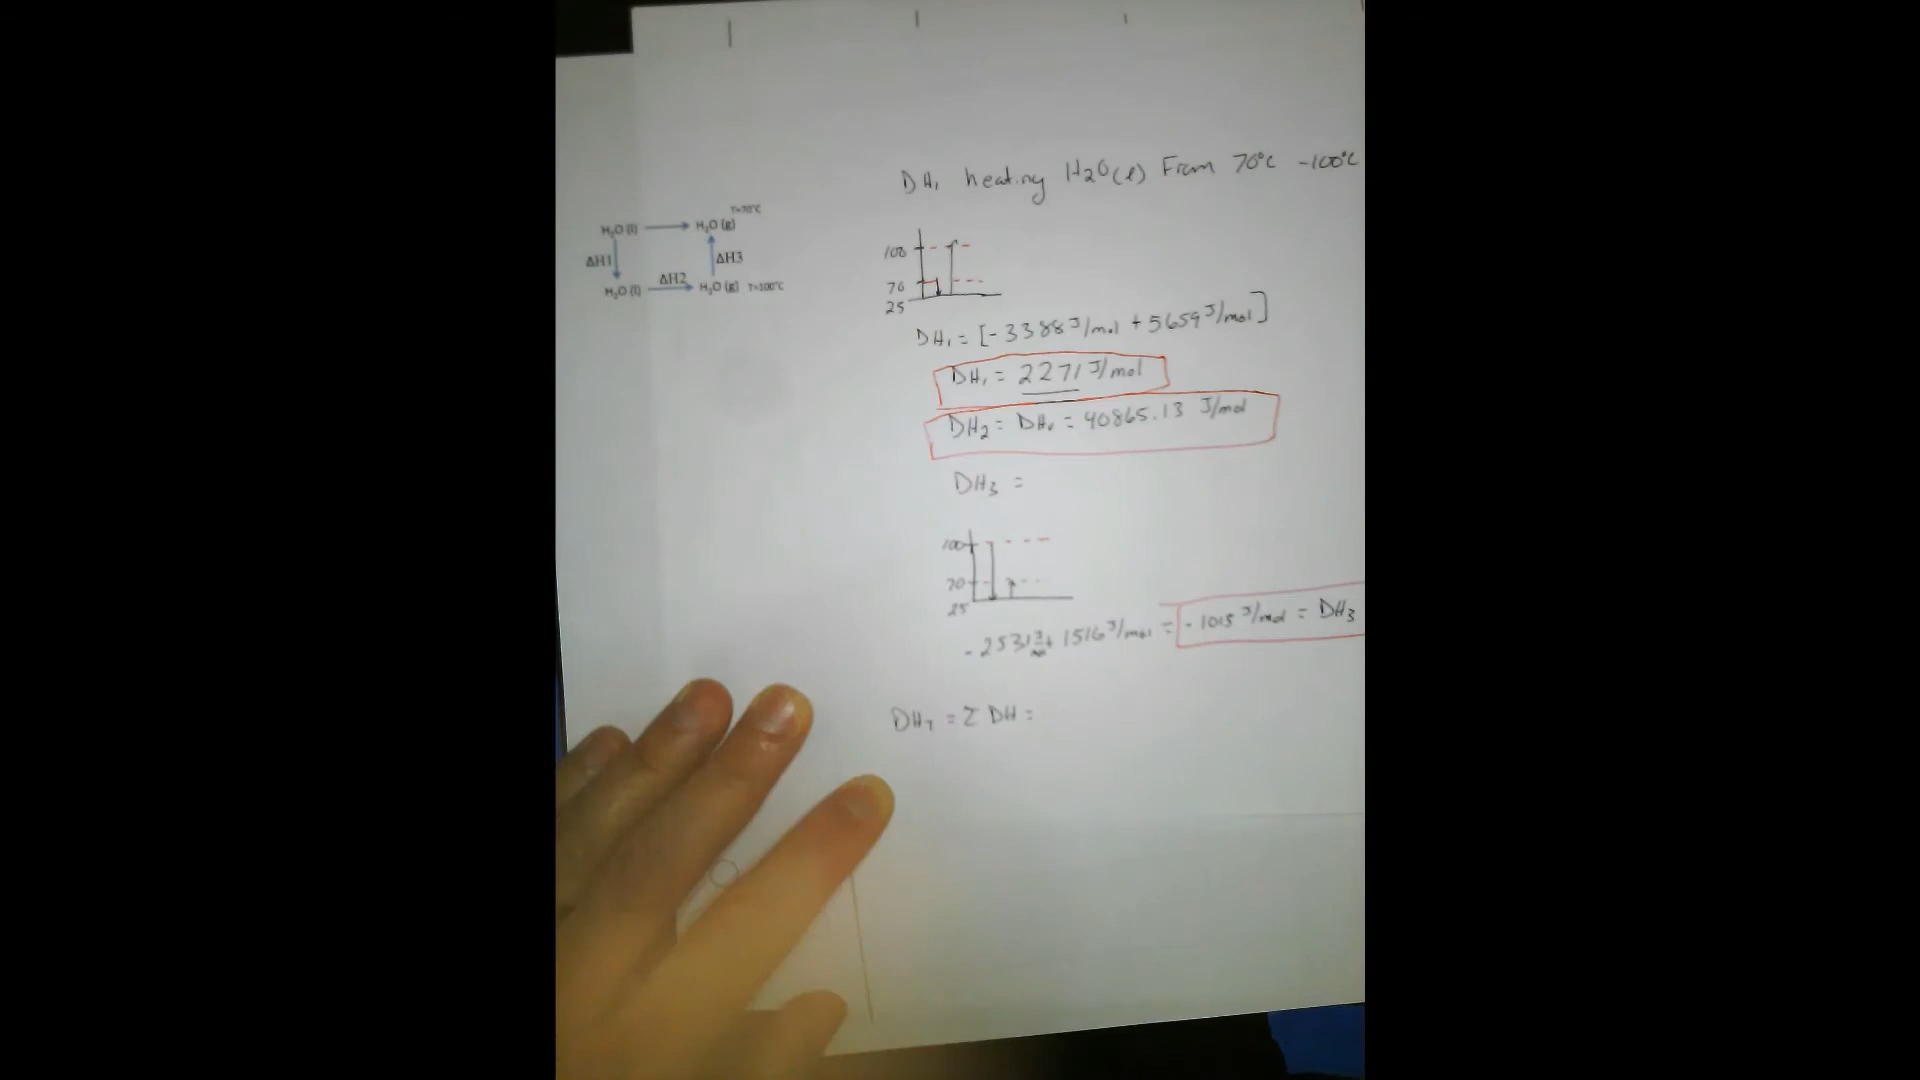 DH₁ heating H₂O(l) From 70°C -100°C
T=70°C
H₂O (l) H₂O (g)
ΔH1 ΔH3
ΔH2
H₂O (l) H₂O (g) T=100°C
100
70
25
DH₁ = [-3388 J/mol + 5659 J/mol]
DH₁ = 2271 J/mol
DH₂ = DHᵥ = 40865.13 J/mol
DH₃ =
100
70
25
-2531 + 1516 J/mol = -1015 J/mol = DH₃
DH = Σ DH =